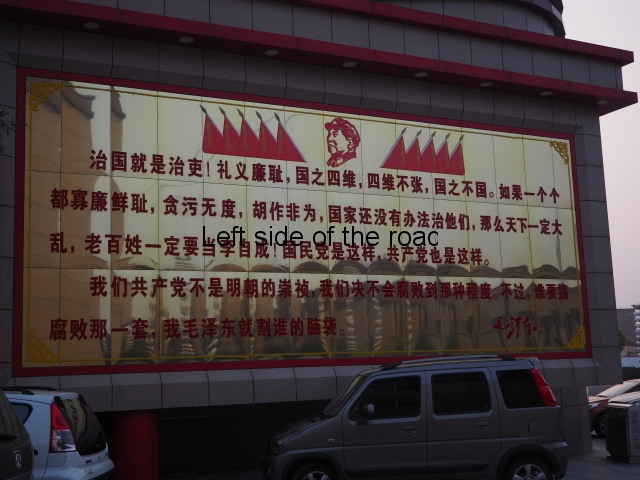 治国就是治吏！礼义廉耻，国之四维，四维不张，国之不国。如果一个个
都寡廉鲜耻，贪污无度，胡作非为，国家还没有办法治他们，那么天下一定大
乱，老百姓一定要当李自成！国民党是这样，共产党也是这样。
Left side of the road
我们共产党不是明朝的崇祯，我们决不会腐败到那种程度。不过，谁要搞
腐败那一套，我毛泽东就割谁的脑袋。
毛泽东